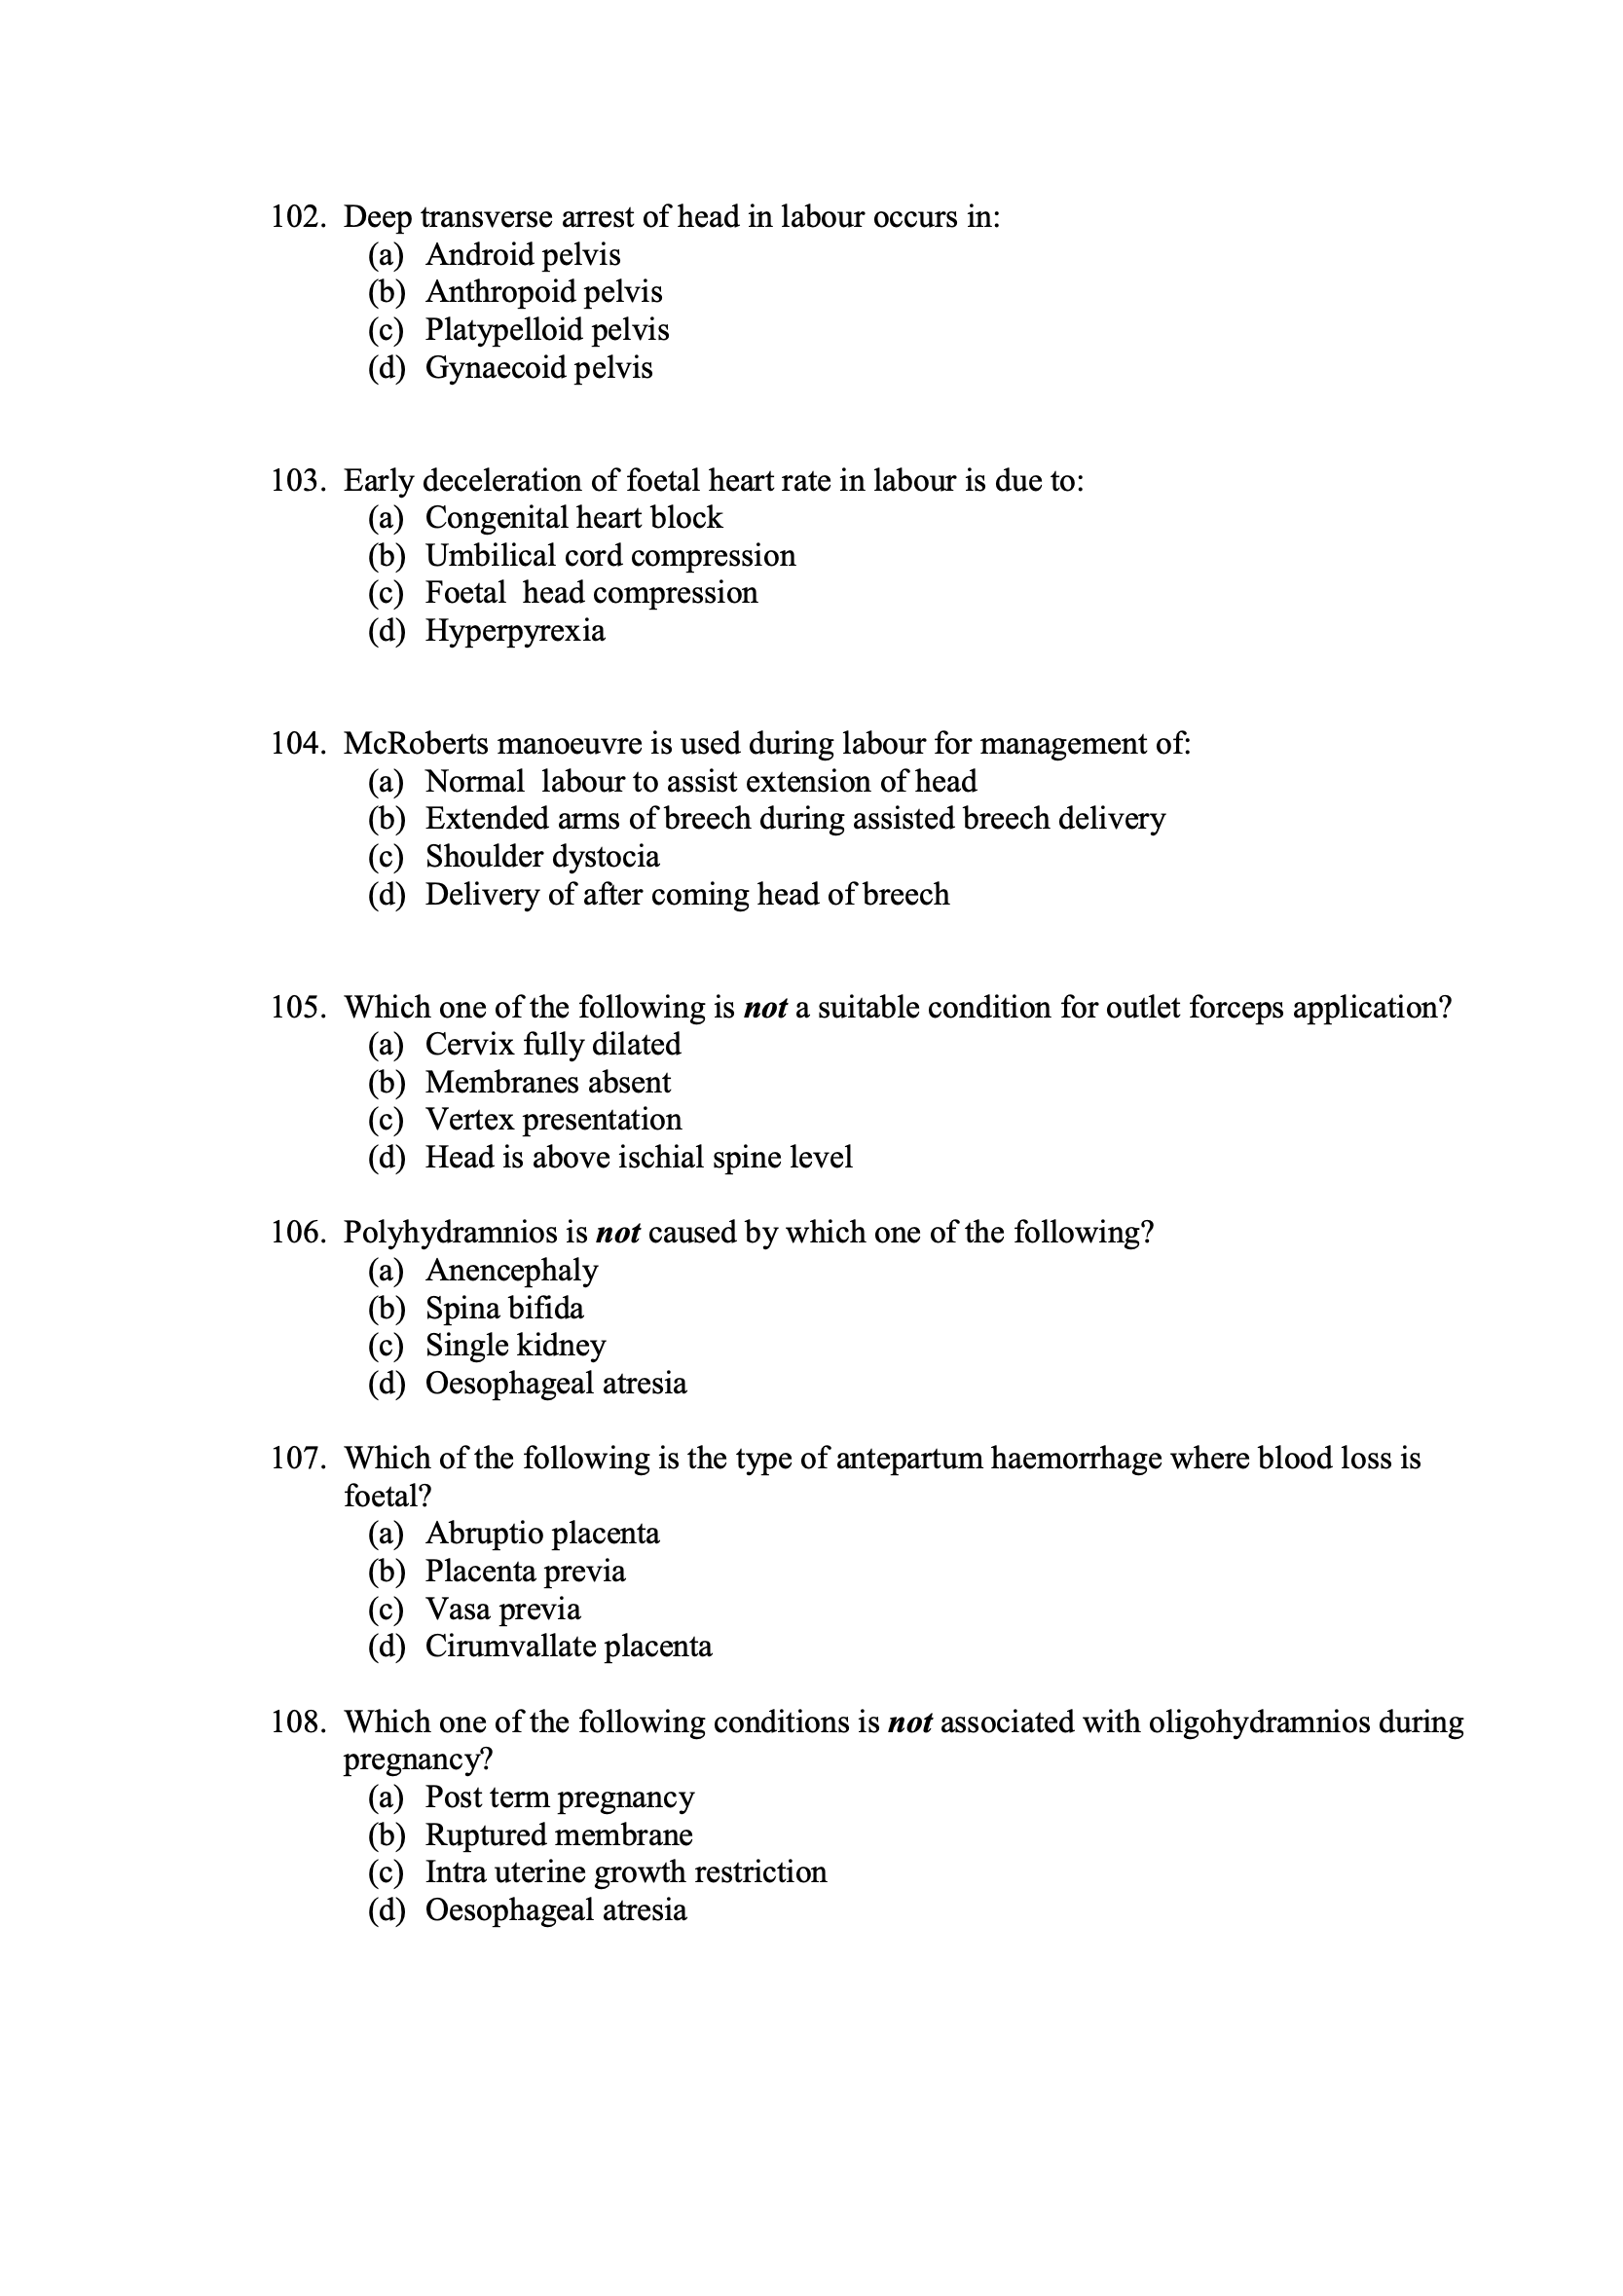 102. Deep transverse arrest of head in labour occurs in:
(a) Android pelvis
(b) Anthropoid pelvis
(c) Platypelloid pelvis
(d) Gynaecoid pelvis
103. Early deceleration of foetal heart rate in labour is due to:
(a) Congenital heart block
(b) Umbilical cord compression
(c) Foetal head compression
(d) Hyperpyrexia
104. McRoberts manoeuvre is used during labour for management of:
(a) Normal labour to assist extension of head
(b) Extended arms of breech during assisted breech delivery
(c) Shoulder dystocia
(d) Delivery of after coming head of breech
105. Which one of the following is not a suitable condition for outlet forceps application?
(a) Cervix fully dilated
(b) Membranes absent
(c) Vertex presentation
(d) Head is above ischial spine level
106. Polyhydramnios is not caused by which one of the following?
(a) Anencephaly
(b) Spina bifida
(c) Single kidney
(d) Oesophageal atresia
107. Which of the following is the type of antepartum haemorrhage where blood loss is
foetal?
(a) Abruptio placenta
(b) Placenta previa
(c) Vasa previa
(d) Cirumvallate placenta
108. Which one of the following conditions is not associated with oligohydramnios during
pregnancy?
(a) Post term pregnancy
(b) Ruptured membrane
(c) Intra uterine growth restriction
(d) Oesophageal atresia